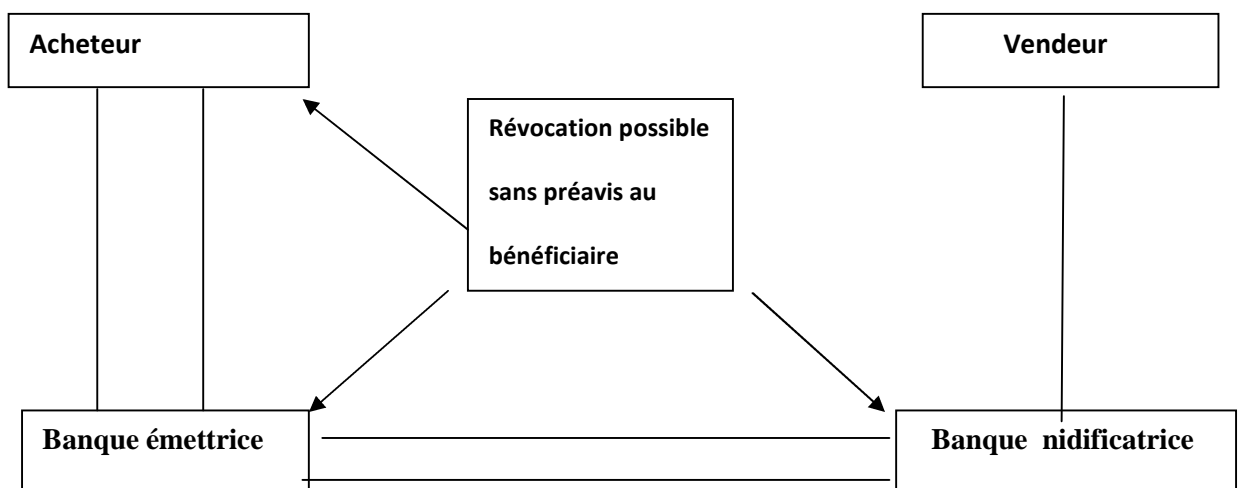 Acheteur
Vendeur
Révocation possible
sans préavis au
bénéficiaire
Banque émettrice
Banque nidificatrice